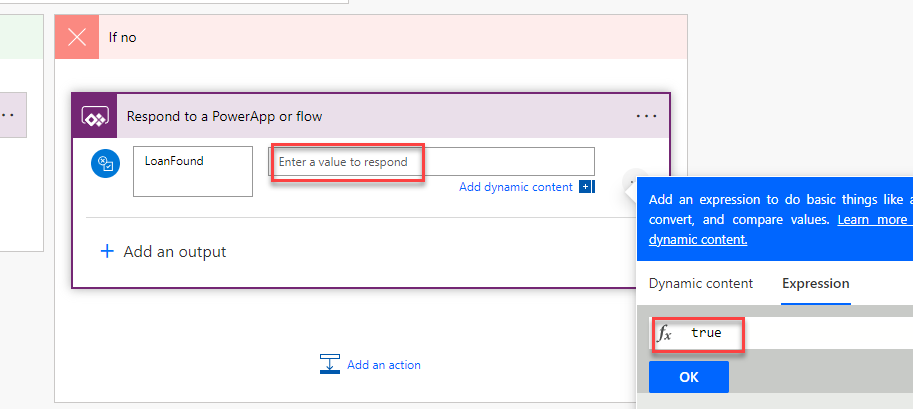 If no
Respond to a PowerApp or flow
LoanFound
Enter a value to respond
Add dynamic content
Add an output
Add an action
Add an expression to do basic things like a
convert, and compare values. Learn more
dynamic content.
Dynamic content Expression
fx true
OK